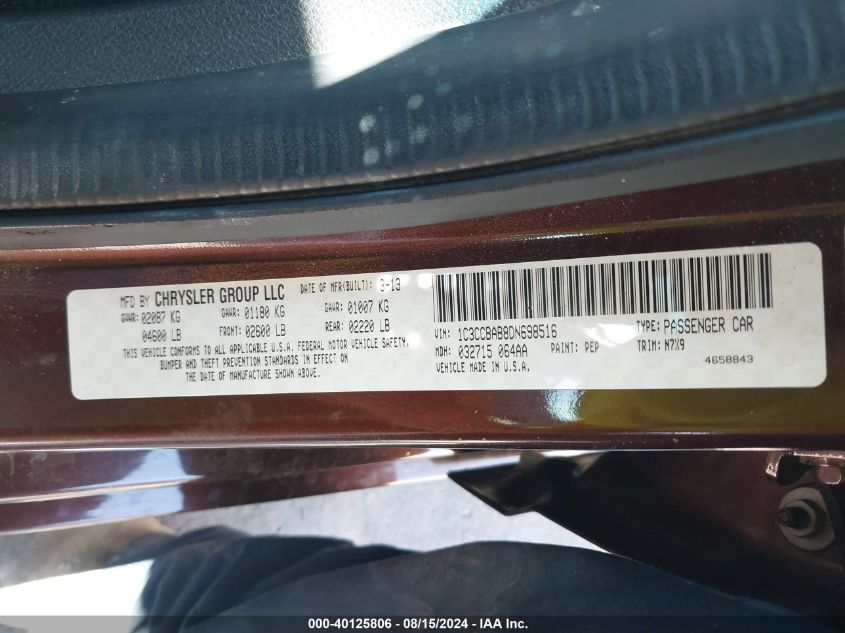 MFD BY CHRYSLER GROUP LLC DATE OF MFR(BUILT): 3-13
GVWR: 02087 KG GAWR: 01180 KG GAWR: 01007 KG
04600 LB FRONT: 02600 LB REAR: 02220 LB
THIS VEHICLE CONFORMS TO ALL APPLICABLE U.S.A. FEDERAL MOTOR VEHICLE SAFETY,
BUMPER AND THEFT PREVENTION STANDARDS IN EFFECT ON
THE DATE OF MANUFACTURE SHOWN ABOVE.
VIN: 1C3CCBAB8DN698516 TYPE: PASSENGER CAR
MDH: 032715 064AA PAINT: PEP TRIM: N7X9
VEHICLE MADE IN U.S.A. 4658843
000-40125806 - 08/15/2024 - IAAI.com